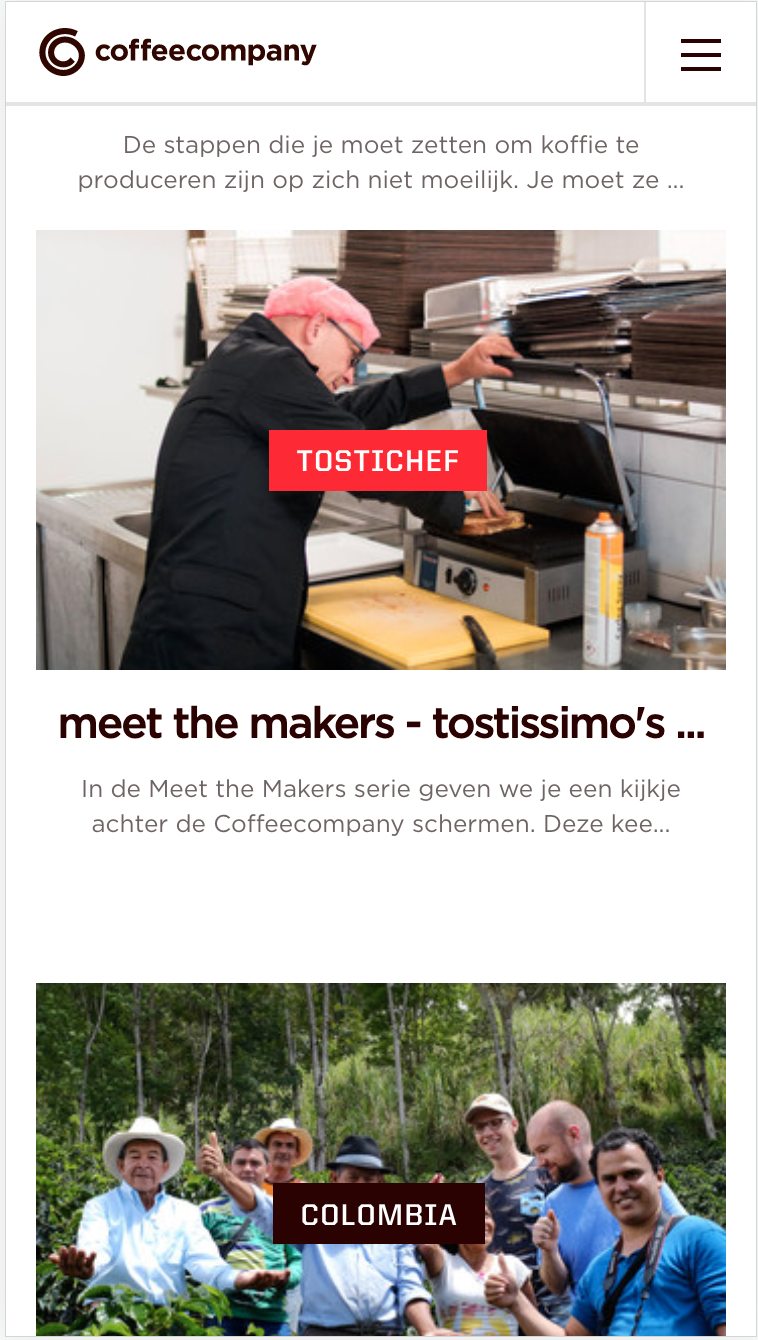 coffeecompany
De stappen die je moet zetten om koffie te
produceren zijn op zich niet moeilijk. Je moet ze ...
TOSTICHEF
meet the makers - tostissimo's ...
In de Meet the Makers serie geven we je een kijkje
achter de Coffeecompany schermen. Deze kee...
COLOMBIA